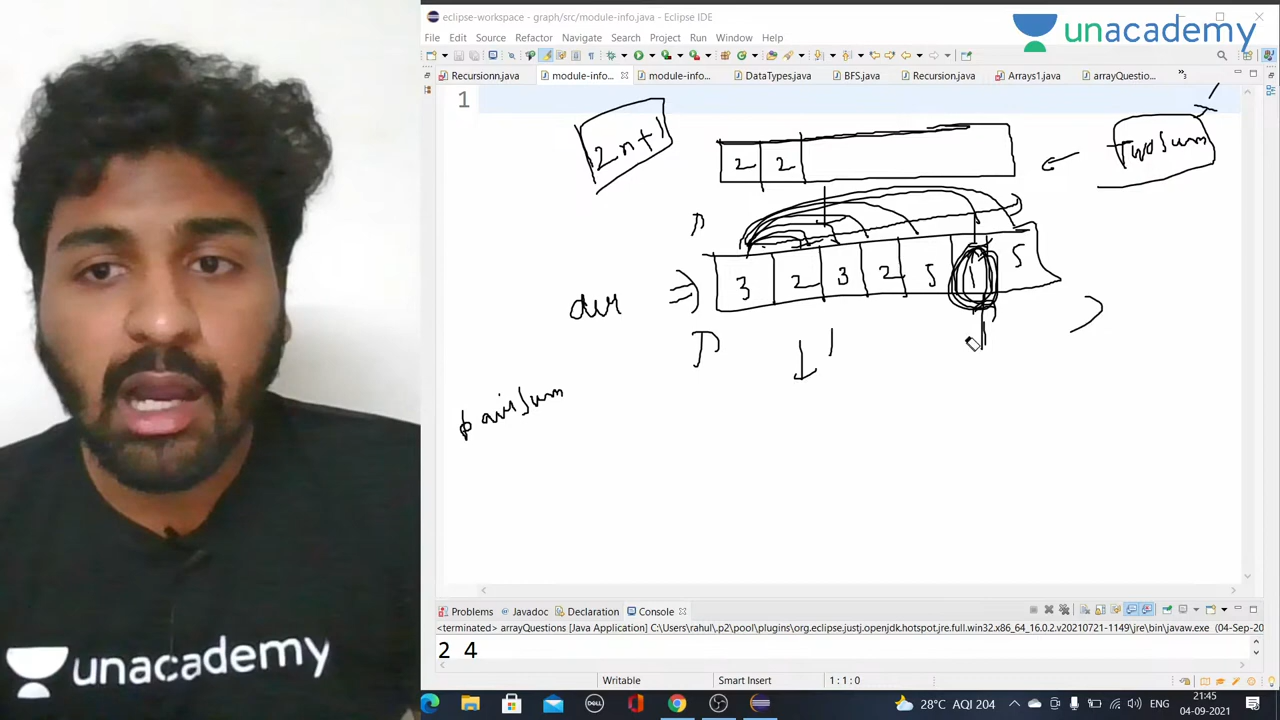 eclipse-workspace - graph/src/module-info.java - Eclipse IDE
unacademy
File Edit Source Refactor Navigate Search Project Run Window Help
Recursionn.java module-info... module-info... DataTypes.java BFS.java Recursion.java Arrays1.java arrayQuestio...
1
2n+1
2 2
TwoSum
3 2 3 2 5 1 5
pairSum
unacademy
Problems Javadoc Declaration Console
<terminated> arrayQuestions [Java Application] C:\Users\rahul\.p2\pool\plugins\org.eclipse.justj.openjdk.hotspot.jre.full.win32.x86_64_16.0.2.v20210721-1149\jre\bin\javaw.exe (04-Sep-20
2 4
Writable Smart Insert 1:1:0
DELL
28°C AQI 204 ENG 21:45
04-09-2021